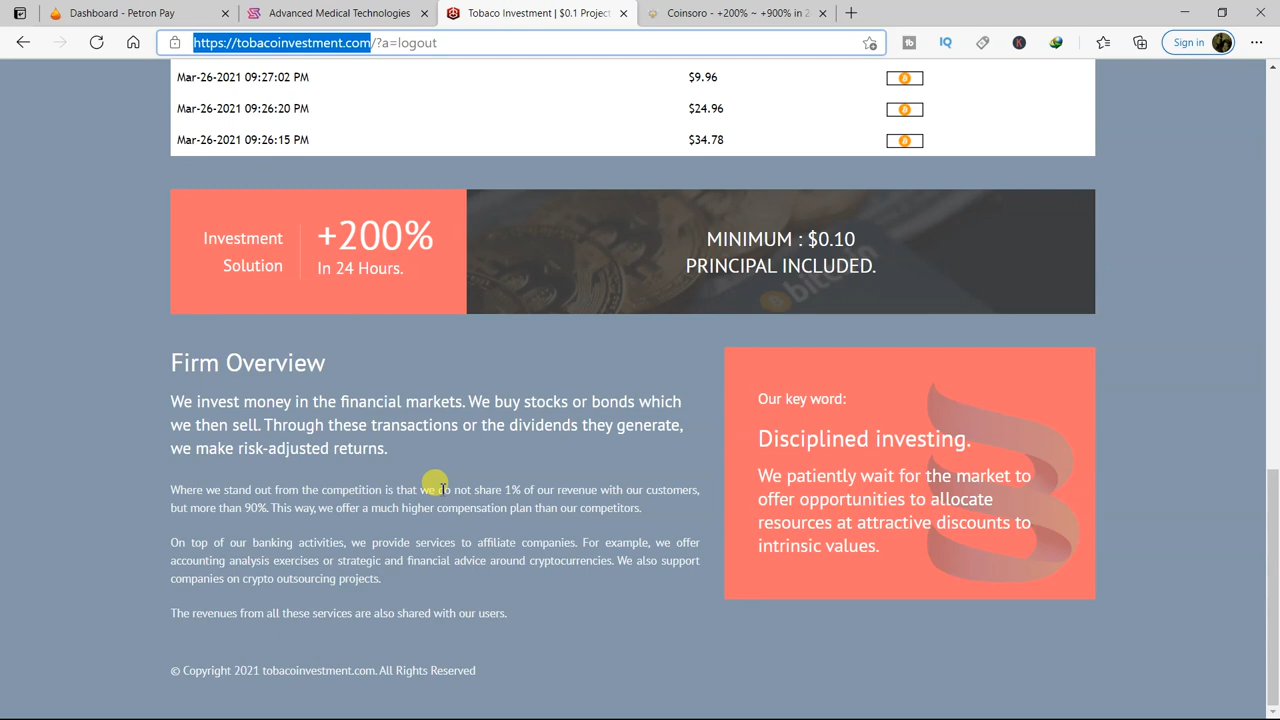 Dashboard - Petron Pay
Advanced Medical Technologies
Tobaco Investment | $0.1 Project
Coinsoro - +200% ~ +900% in 2
https://tobacoinvestment.com/?a=logout
IQ
K
Sign in
Mar-26-2021 09:27:02 PM $9.96
Mar-26-2021 09:26:20 PM $24.96
Mar-26-2021 09:26:15 PM $34.78
Investment
Solution
+200%
In 24 Hours.
MINIMUM : $0.10
PRINCIPAL INCLUDED.
bitcoin
Firm Overview
We invest money in the financial markets. We buy stocks or bonds which
we then sell. Through these transactions or the dividends they generate,
we make risk-adjusted returns.
Where we stand out from the competition is that we do not share 1% of our revenue with our customers,
but more than 90%. This way, we offer a much higher compensation plan than our competitors.
On top of our banking activities, we provide services to affiliate companies. For example, we offer
accounting analysis exercises or strategic and financial advice around cryptocurrencies. We also support
companies on crypto outsourcing projects.
The revenues from all these services are also shared with our users.
Our key word:
Disciplined investing.
We patiently wait for the market to
offer opportunities to allocate
resources at attractive discounts to
intrinsic values.
© Copyright 2021 tobacoinvestment.com. All Rights Reserved